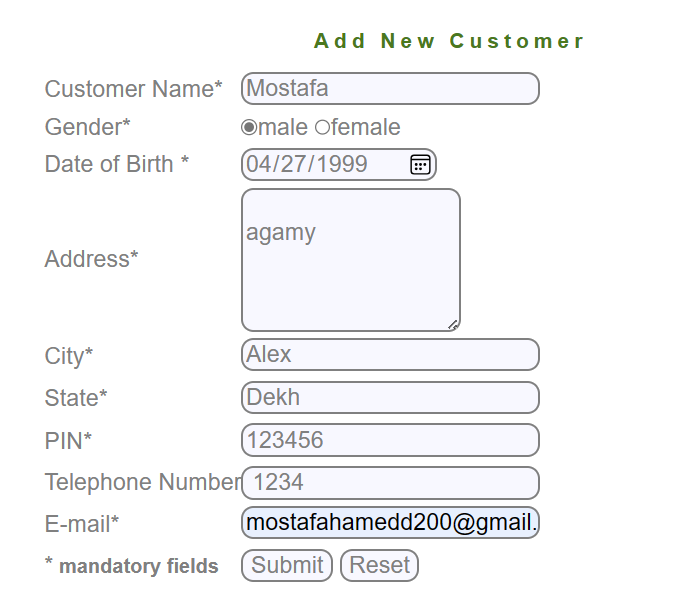 Add New Customer
Customer Name* Mostafa
Gender* male female
Date of Birth * 04/27/1999
Address* agamy
City* Alex
State* Dekh
PIN* 123456
Telephone Number 1234
E-mail* mostafahamedd200@gmail.
* mandatory fields Submit Reset